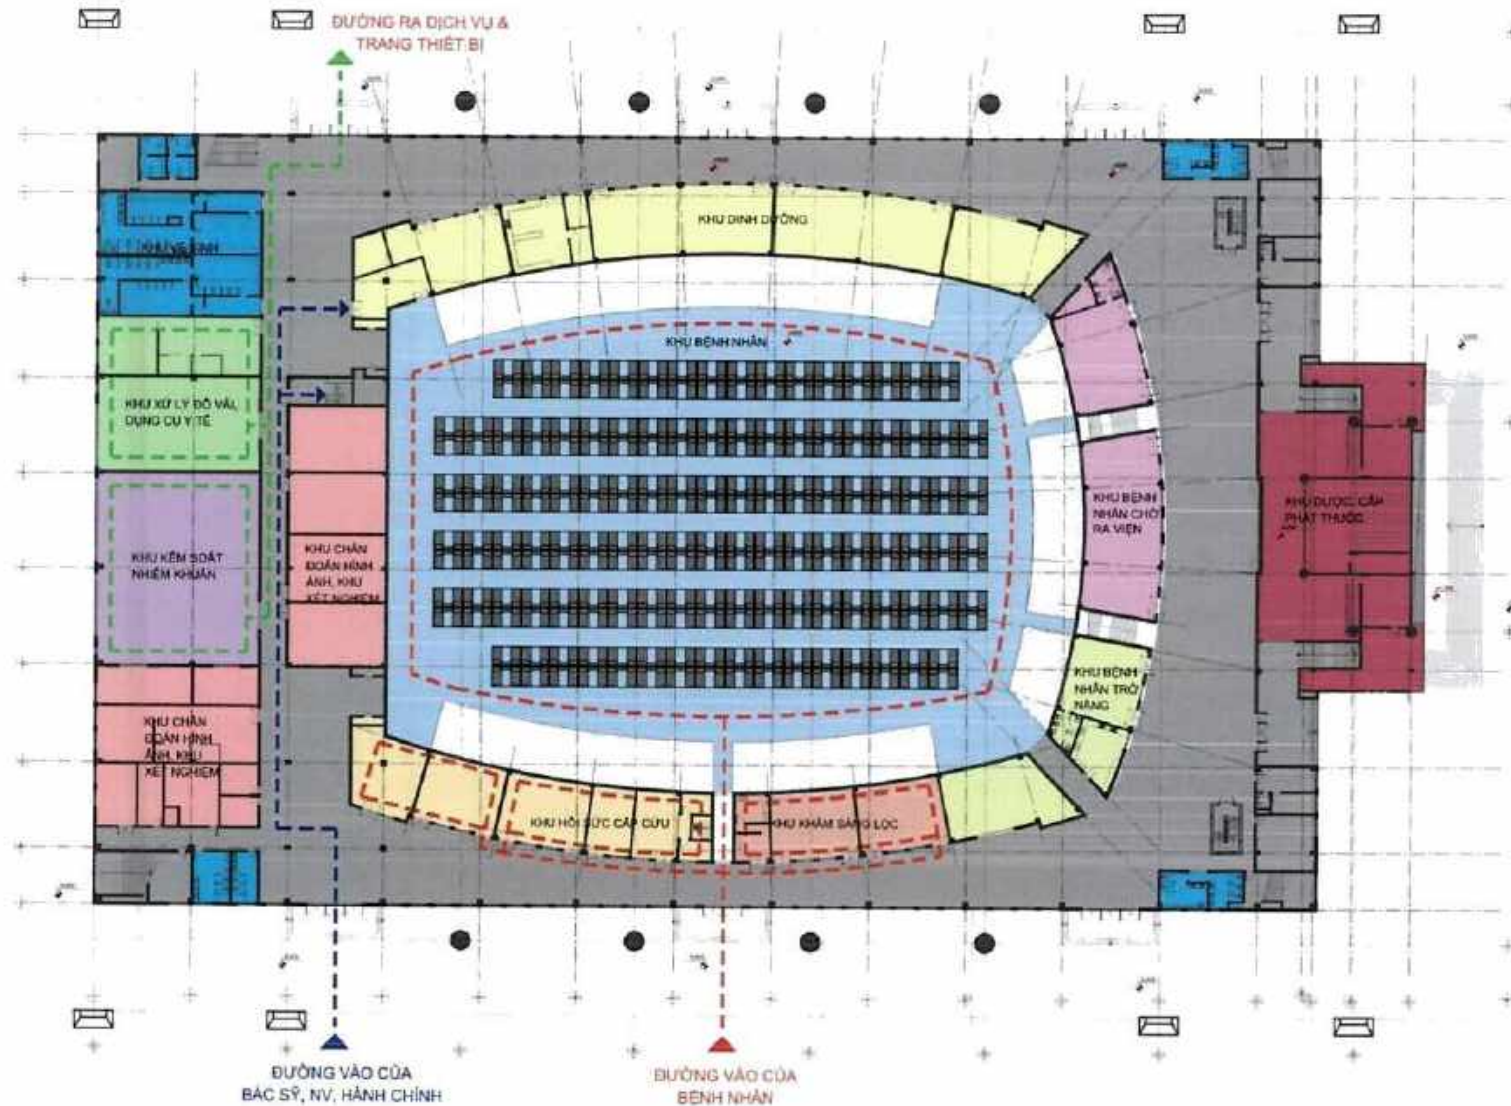 ĐƯỜNG RA DỊCH VỤ &
TRANG THIẾT BỊ
KHU DINH DƯỠNG
KHU VỆ SINH
KHU BỆNH NHÂN
KHU XỬ LÝ ĐỒ VẢI,
DỤNG CỤ Y TẾ
KHU BỆNH
NHÂN CHỜ
RA VIỆN
KHU DƯỢC, CẤP
PHÁT THUỐC
KHU KÊM SOÁT
NHIỄM KHUẨN
KHU CHẨN
ĐOÁN HÌNH
ẢNH, KHU
XÉT NGHIỆM
KHU BỆNH
NHÂN TRỞ
NẶNG
KHU CHẨN
ĐOÁN HÌNH
ẢNH, KHU
XÉT NGHIỆM
KHU HỒI SỨC CẤP CỨU
KHU KHÁM SÀNG LỌC
ĐƯỜNG VÀO CỦA
BÁC SỸ, NV, HÀNH CHÍNH
ĐƯỜNG VÀO CỦA
BỆNH NHÂN